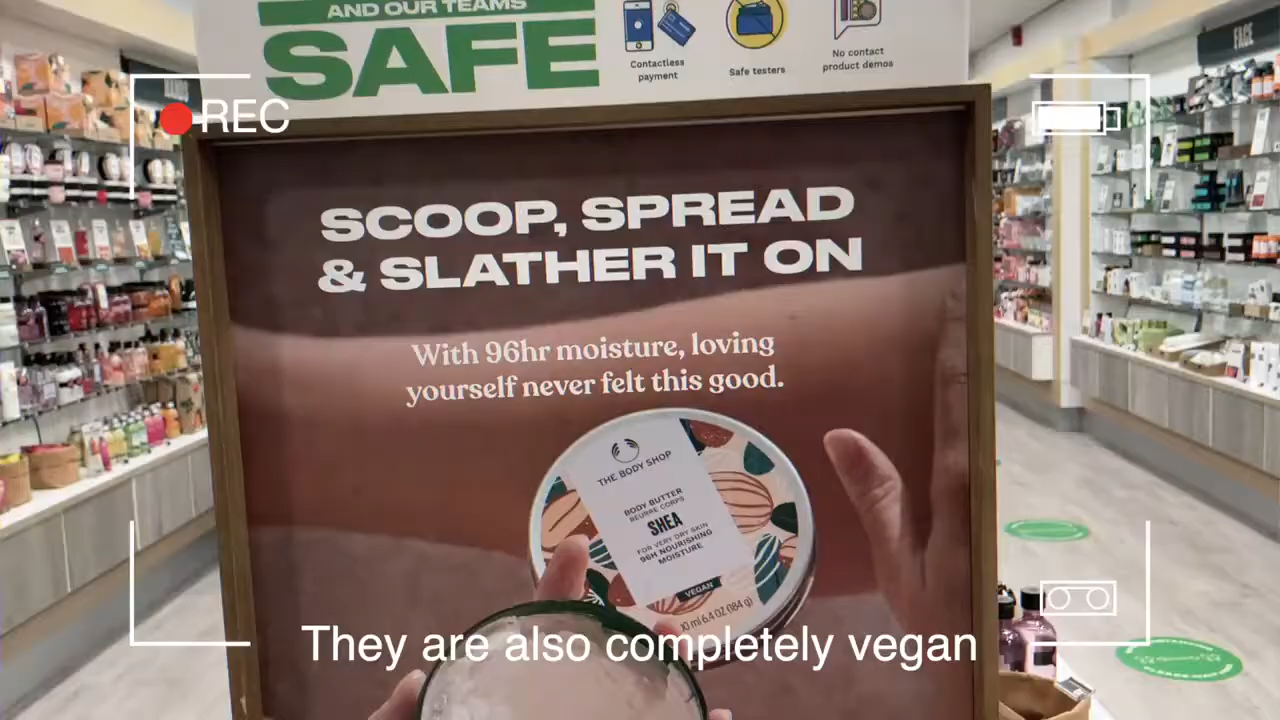 AND OUR TEAMS
SAFE
Contactless
payment
Safe testers
No contact
product demos
FACE
REC
SCOOP, SPREAD
& SLATHER IT ON
With 96hr moisture, loving
yourself never felt this good.
THE BODY SHOP
BODY BUTTER
BEURRE CORPS
SHEA
FOR VERY DRY SKIN
96H NOURISHING
MOISTURE
VEGAN
6.4 OZ (184 g)
They are also completely vegan